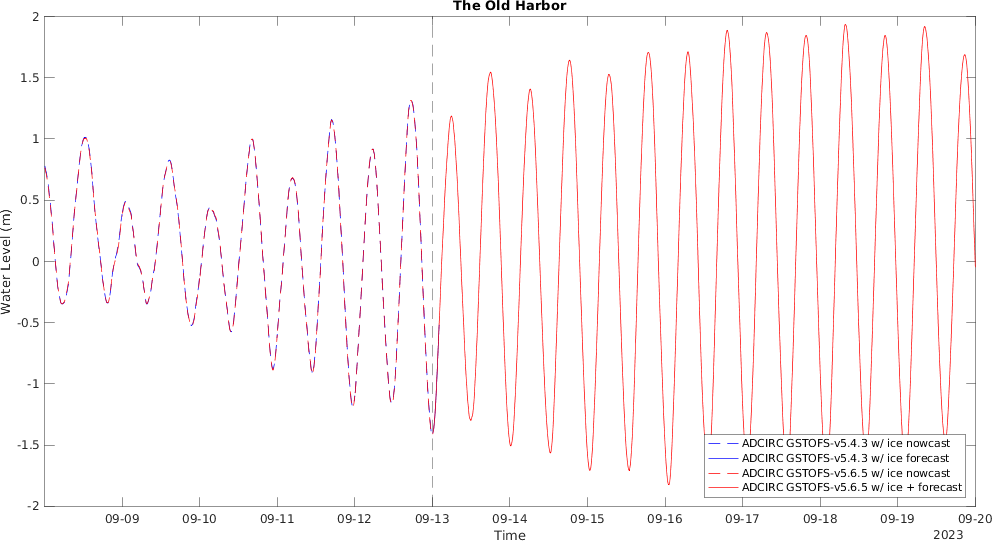 The Old Harbor
2
1.5
1
0.5
0
-0.5
-1
-1.5
-2
Water Level (m)
09-09 09-10 09-11 09-12 09-13 09-14 09-15 09-16 09-17 09-18 09-19 09-20
Time
2023
ADCIRC GSTOFS-v5.4.3 w/ ice nowcast
ADCIRC GSTOFS-v5.4.3 w/ ice forecast
ADCIRC GSTOFS-v5.6.5 w/ ice nowcast
ADCIRC GSTOFS-v5.6.5 w/ ice + forecast